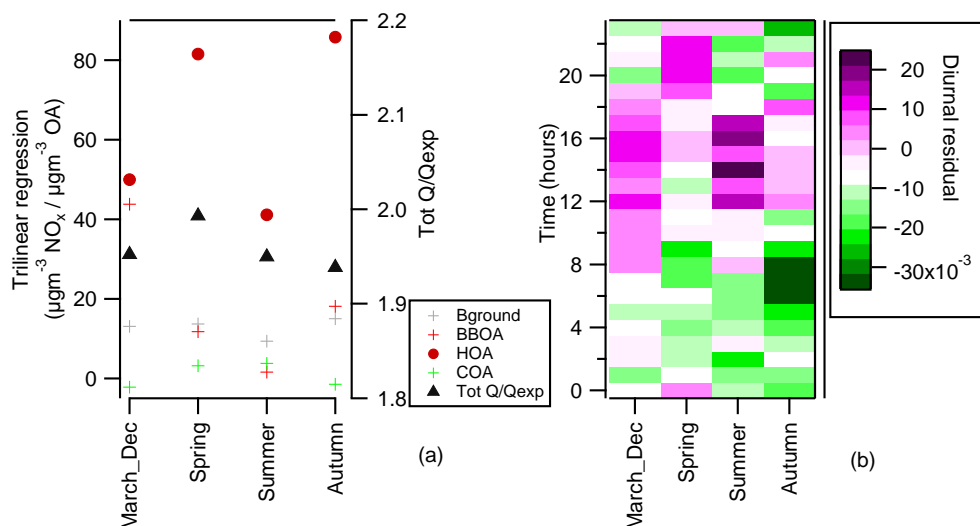 Trilinear regression
(µgm⁻³ NOₓ / µgm⁻³ OA)
80
60
40
20
0
2.2
2.1
2.0
1.9
1.8
Tot Q/Qexp
March_Dec
Spring
Summer
Autumn
Bground
BBOA
HOA
COA
Tot Q/Qexp
(a)
Time (hours)
20
16
12
8
4
0
March_Dec
Spring
Summer
Autumn
(b)
20
10
0
-10
-20
-30x10⁻³
Diurnal residual